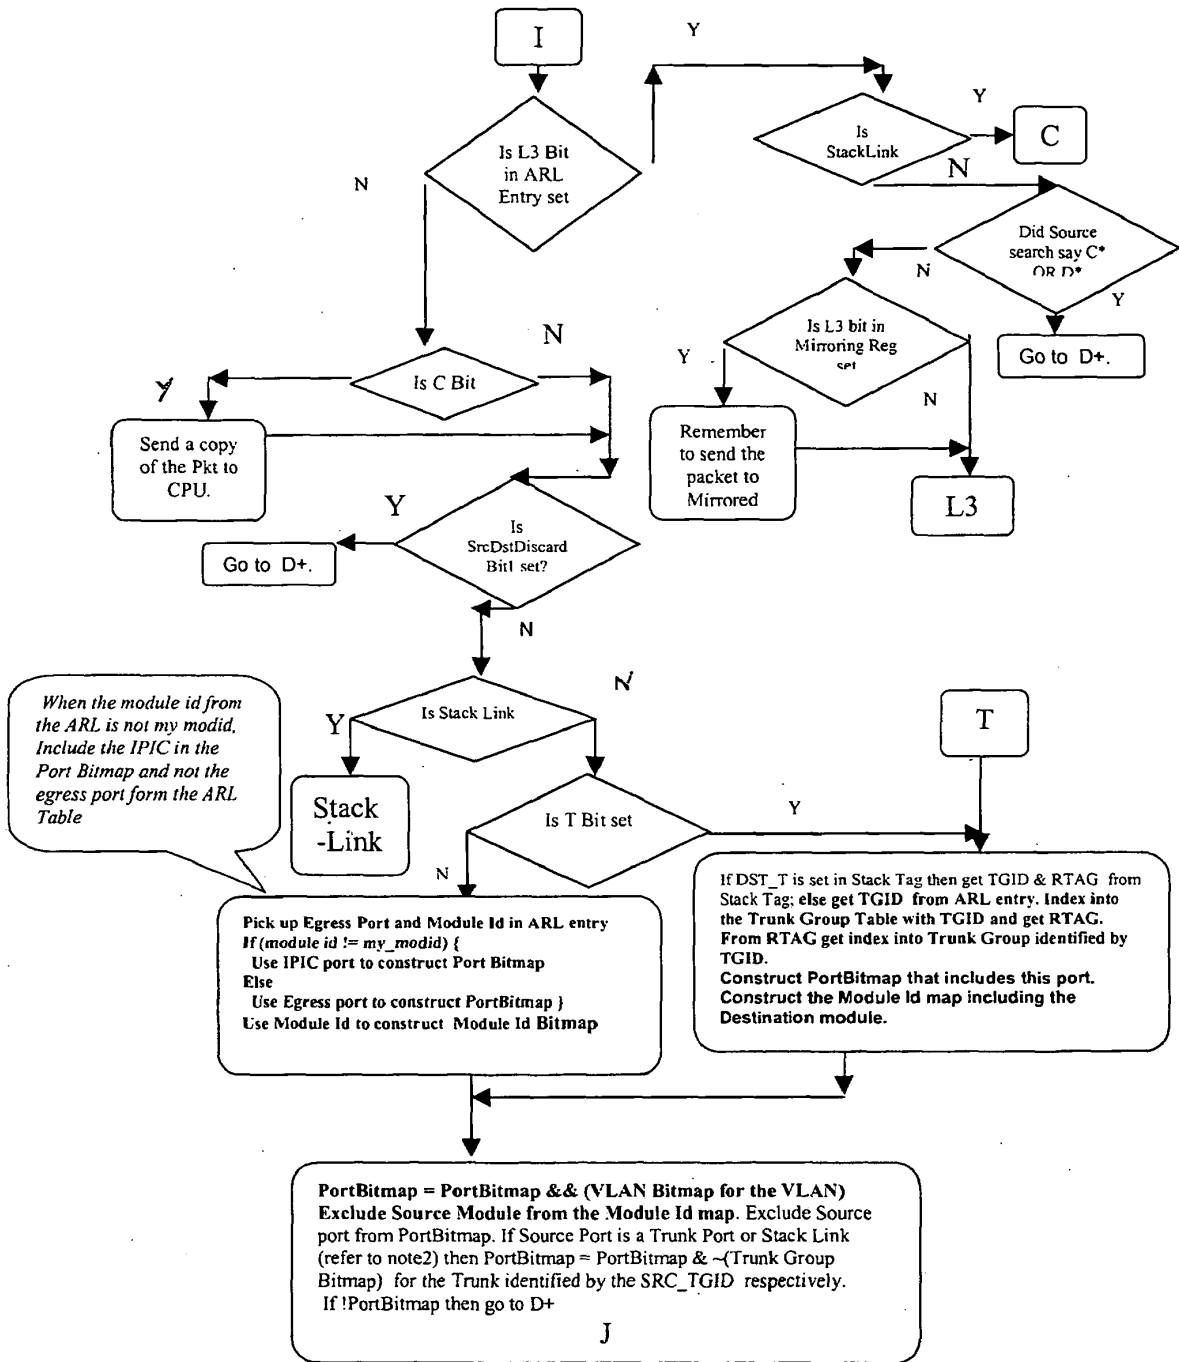 I
Y
Is L3 Bit
in ARL
Entry set
N
Is
StackLink
Y
C
N
Did Source
search say C*
OR D*
N
Y
Go to D+.
Is L3 bit in
Mirroring Reg
set
Y
N
Remember
to send the
packet to
Mirrored
L3
N
Is C Bit
Y
Send a copy
of the Pkt to
CPU.
Y
Is
SrcDstDiscard
Bit1 set?
Go to D+.
N
When the module id from
the ARL is not my modid,
Include the IPIC in the
Port Bitmap and not the
egress port form the ARL
Table
Is Stack Link
N
Y
T
Stack
-Link
Is T Bit set
Y
N
Pick up Egress Port and Module Id in ARL entry
If (module id != my_modid) {
Use IPIC port to construct Port Bitmap
Else
Use Egress port to construct PortBitmap }
Use Module Id to construct Module Id Bitmap
If DST_T is set in Stack Tag then get TGID & RTAG from
Stack Tag; else get TGID from ARL entry. Index into
the Trunk Group Table with TGID and get RTAG.
From RTAG get index into Trunk Group identified by
TGID.
Construct PortBitmap that includes this port.
Construct the Module Id map including the
Destination module.
PortBitmap = PortBitmap && (VLAN Bitmap for the VLAN)
Exclude Source Module from the Module Id map. Exclude Source
port from PortBitmap. If Source Port is a Trunk Port or Stack Link
(refer to note2) then PortBitmap = PortBitmap & ~(Trunk Group
Bitmap) for the Trunk identified by the SRC_TGID respectively.
If !PortBitmap then go to D+
J